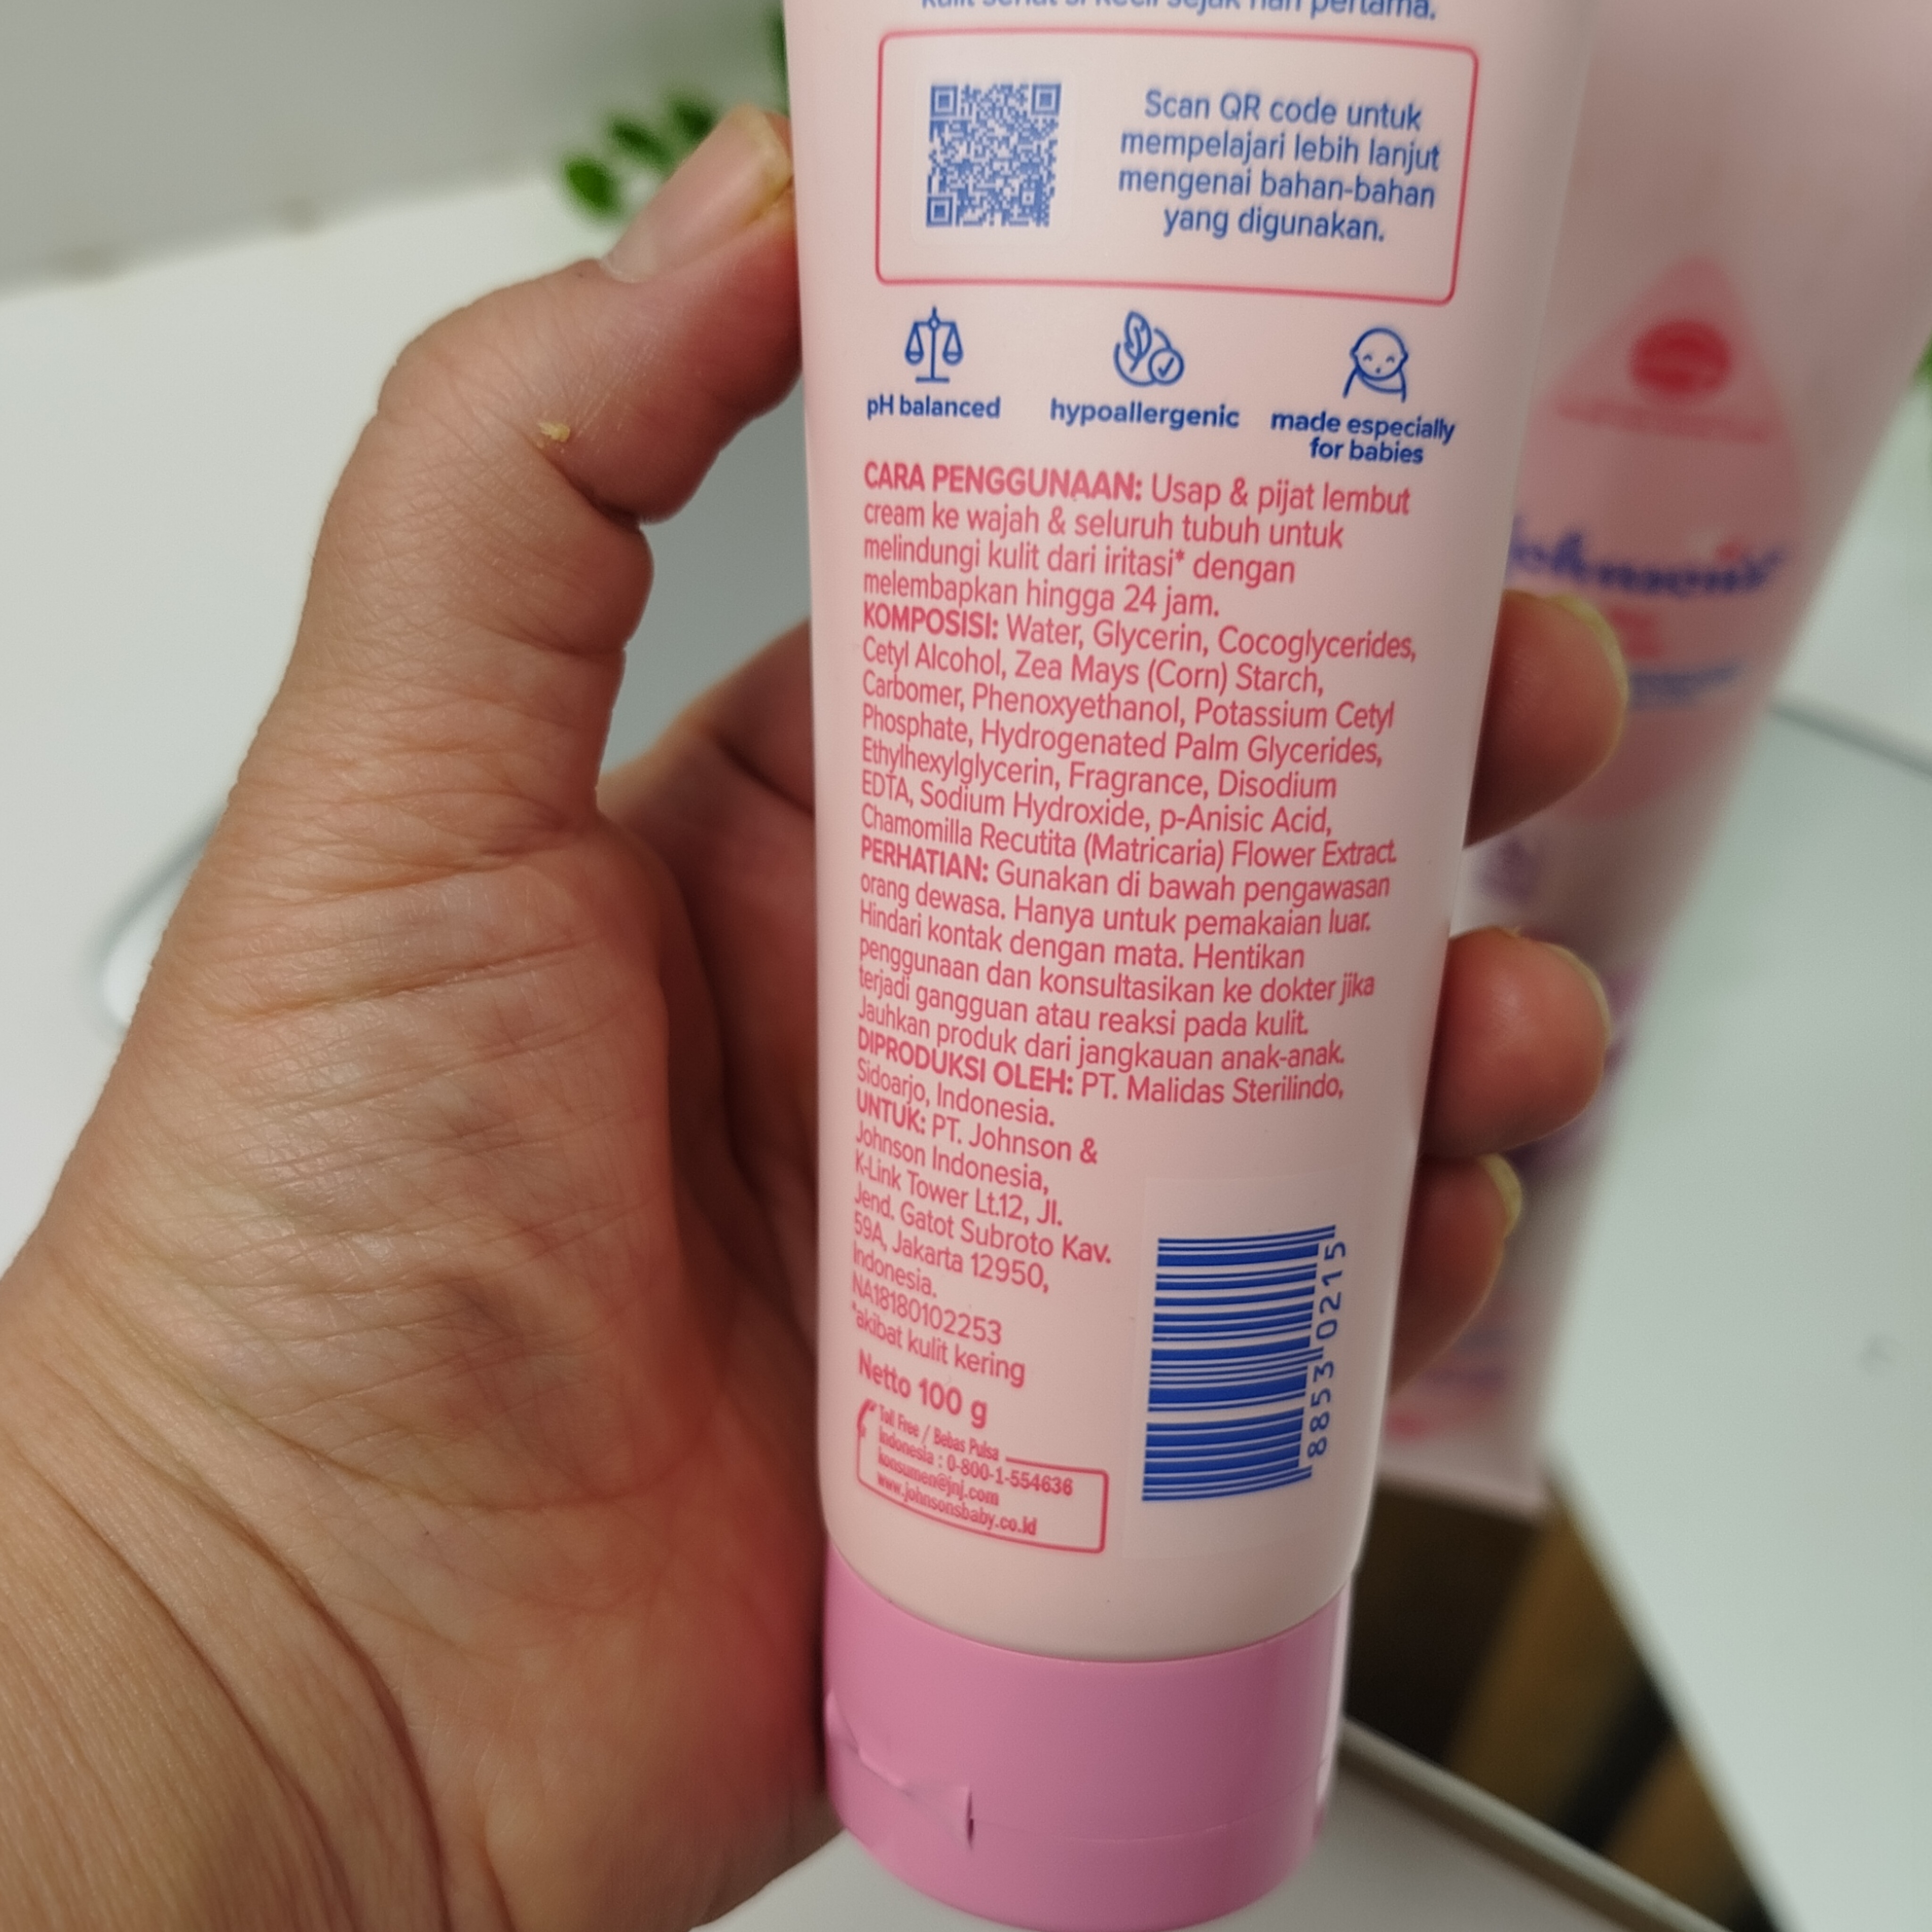 kulit sehat si kecil sejak hari pertama.
Scan QR code untuk
mempelajari lebih lanjut
mengenai bahan-bahan
yang digunakan.
pH balanced
hypoallergenic
made especially
for babies
CARA PENGGUNAAN: Usap & pijat lembut
cream ke wajah & seluruh tubuh untuk
melindungi kulit dari iritasi* dengan
melembapkan hingga 24 jam.
KOMPOSISI: Water, Glycerin, Cocoglycerides,
Cetyl Alcohol, Zea Mays (Corn) Starch,
Carbomer, Phenoxyethanol, Potassium Cetyl
Phosphate, Hydrogenated Palm Glycerides,
Ethylhexylglycerin, Fragrance, Disodium
EDTA, Sodium Hydroxide, p-Anisic Acid,
Chamomilla Recutita (Matricaria) Flower Extract.
PERHATIAN: Gunakan di bawah pengawasan
orang dewasa. Hanya untuk pemakaian luar.
Hindari kontak dengan mata. Hentikan
penggunaan dan konsultasikan ke dokter jika
terjadi gangguan atau reaksi pada kulit.
Jauhkan produk dari jangkauan anak-anak.
DIPRODUKSI OLEH: PT. Malidas Sterilindo,
Sidoarjo, Indonesia.
UNTUK: PT. Johnson &
Johnson Indonesia,
K-Link Tower Lt.12, Jl.
Jend. Gatot Subroto Kav.
59A, Jakarta 12950,
Indonesia.
NA18180102253
*akibat kulit kering
Netto 100 g
Toll Free / Bebas Pulsa
Indonesia : 0-800-1-554636
konsumen@jnj.com
www.johnsonsbaby.co.id
8853 0215
Johnson's